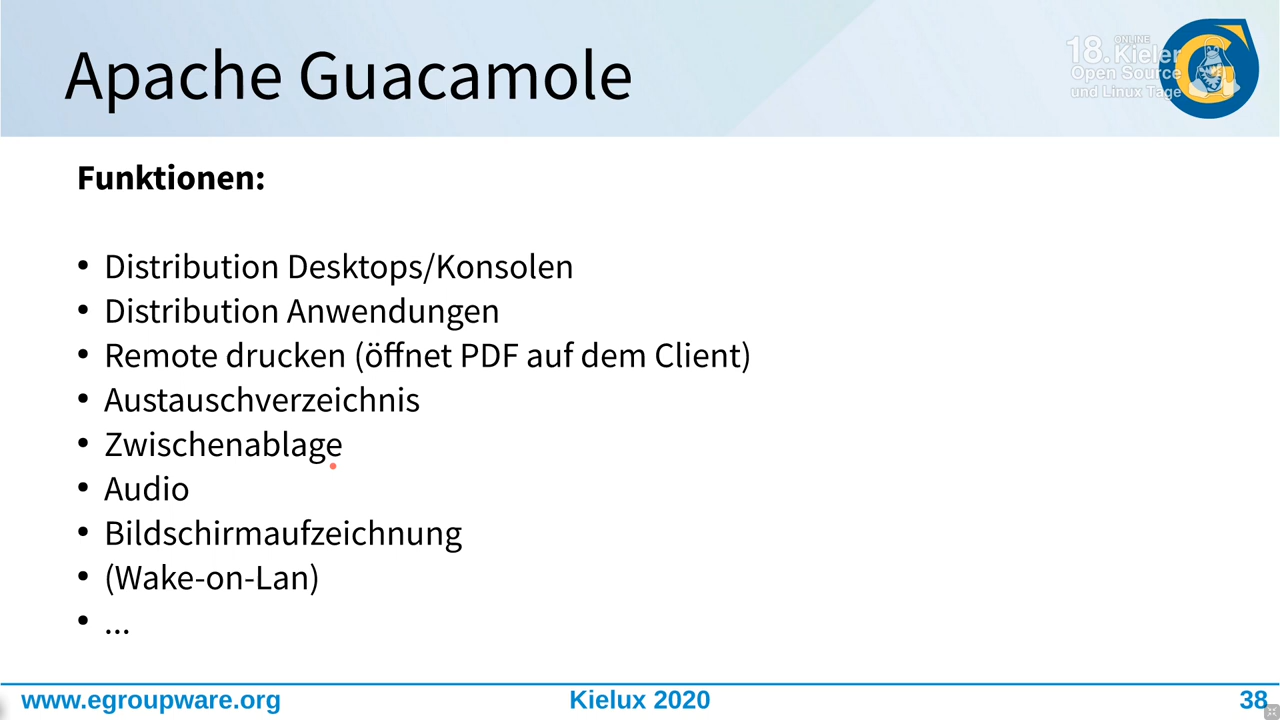 Apache Guacamole
ONLINE
18. Kieler
Open Source
und Linux Tage
Funktionen:
• Distribution Desktops/Konsolen
• Distribution Anwendungen
• Remote drucken (öffnet PDF auf dem Client)
• Austauschverzeichnis
• Zwischenablage
• Audio
• Bildschirmaufzeichnung
• (Wake-on-Lan)
• ...
www.egroupware.org Kielux 2020 38